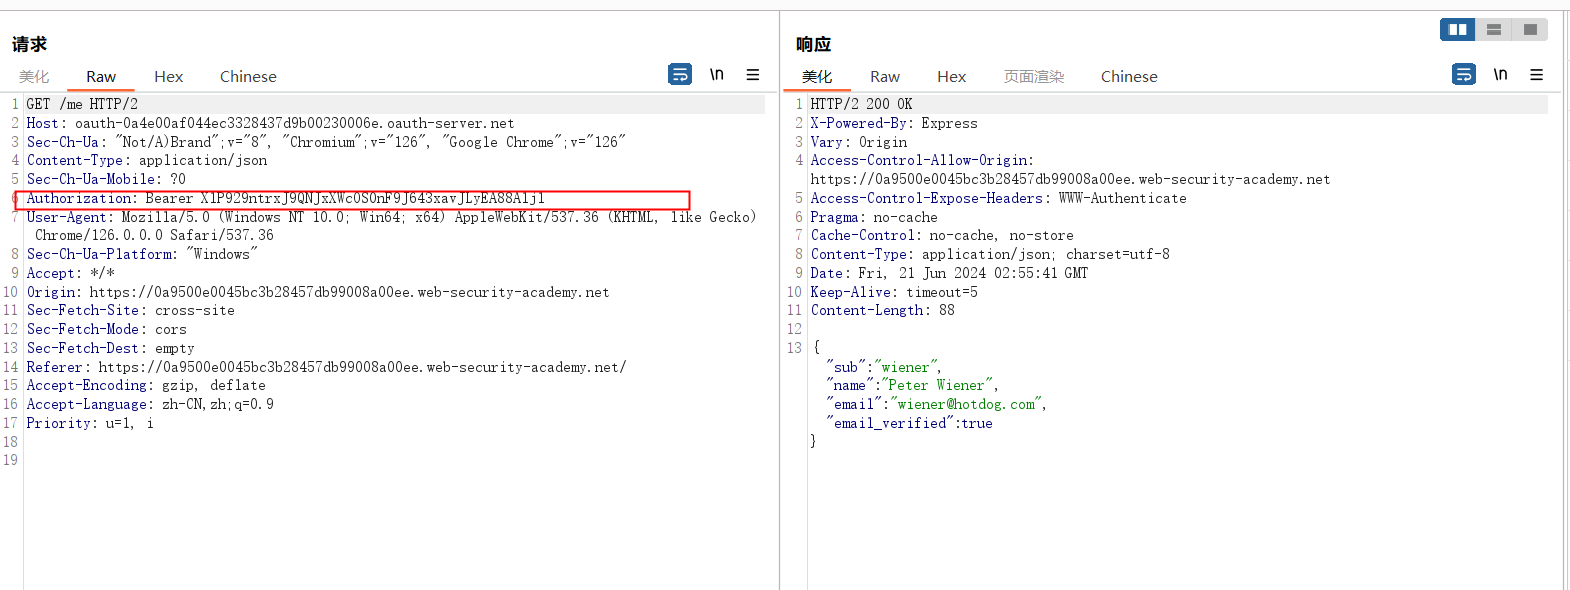 请求
美化 Raw Hex Chinese \n
1 GET /me HTTP/2
2 Host: oauth-0a4e00af044ec3328437d9b00230006e.oauth-server.net
3 Sec-Ch-Ua: "Not/A)Brand";v="8", "Chromium";v="126", "Google Chrome";v="126"
4 Content-Type: application/json
5 Sec-Ch-Ua-Mobile: ?0
6 Authorization: Bearer XlP929ntrxJ9QNJxXWc0S0nF9J643xavJLyEA88Aljl
7 User-Agent: Mozilla/5.0 (Windows NT 10.0; Win64; x64) AppleWebKit/537.36 (KHTML, like Gecko)
Chrome/126.0.0.0 Safari/537.36
8 Sec-Ch-Ua-Platform: "Windows"
9 Accept: */*
10 Origin: https://0a9500e0045bc3b28457db99008a00ee.web-security-academy.net
11 Sec-Fetch-Site: cross-site
12 Sec-Fetch-Mode: cors
13 Sec-Fetch-Dest: empty
14 Referer: https://0a9500e0045bc3b28457db99008a00ee.web-security-academy.net/
15 Accept-Encoding: gzip, deflate
16 Accept-Language: zh-CN,zh;q=0.9
17 Priority: u=1, i
18
19
响应
美化 Raw Hex 页面渲染 Chinese \n
1 HTTP/2 200 OK
2 X-Powered-By: Express
3 Vary: Origin
4 Access-Control-Allow-Origin:
https://0a9500e0045bc3b28457db99008a00ee.web-security-academy.net
5 Access-Control-Expose-Headers: WWW-Authenticate
6 Pragma: no-cache
7 Cache-Control: no-cache, no-store
8 Content-Type: application/json; charset=utf-8
9 Date: Fri, 21 Jun 2024 02:55:41 GMT
10 Keep-Alive: timeout=5
11 Content-Length: 88
12
13 {
"sub":"wiener",
"name":"Peter Wiener",
"email":"wiener@hotdog.com",
"email_verified":true
}